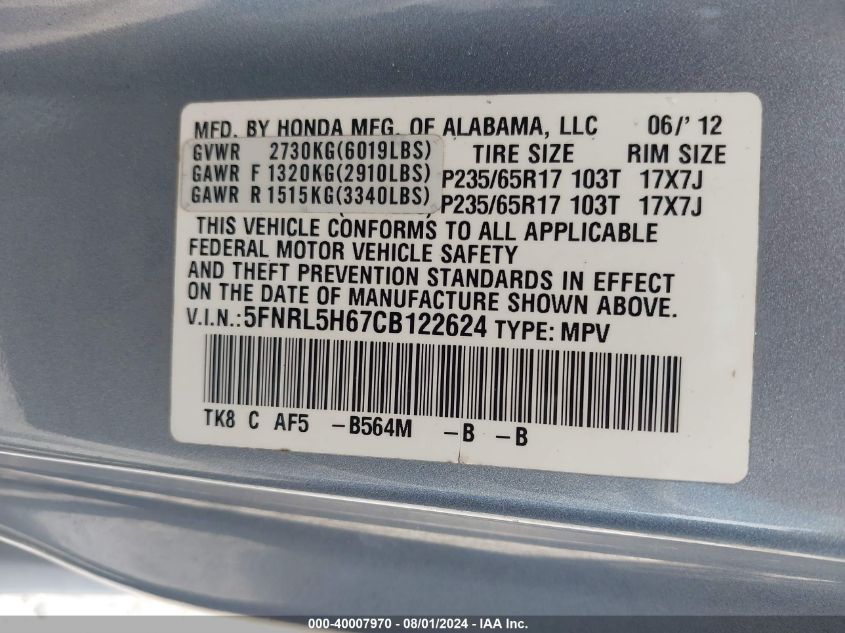 MFD. BY HONDA MFG. OF ALABAMA, LLC 06/' 12
GVWR 2730KG(6019LBS) TIRE SIZE RIM SIZE
GAWR F 1320KG(2910LBS) P235/65R17 103T 17X7J
GAWR R 1515KG(3340LBS) P235/65R17 103T 17X7J
THIS VEHICLE CONFORMS TO ALL APPLICABLE
FEDERAL MOTOR VEHICLE SAFETY
AND THEFT PREVENTION STANDARDS IN EFFECT
ON THE DATE OF MANUFACTURE SHOWN ABOVE.
V.I.N.:5FNRL5H67CB122624 TYPE: MPV
TK8 C AF5 -B564M -B -B
000-40007970 - 08/01/2024 - IAA Inc.